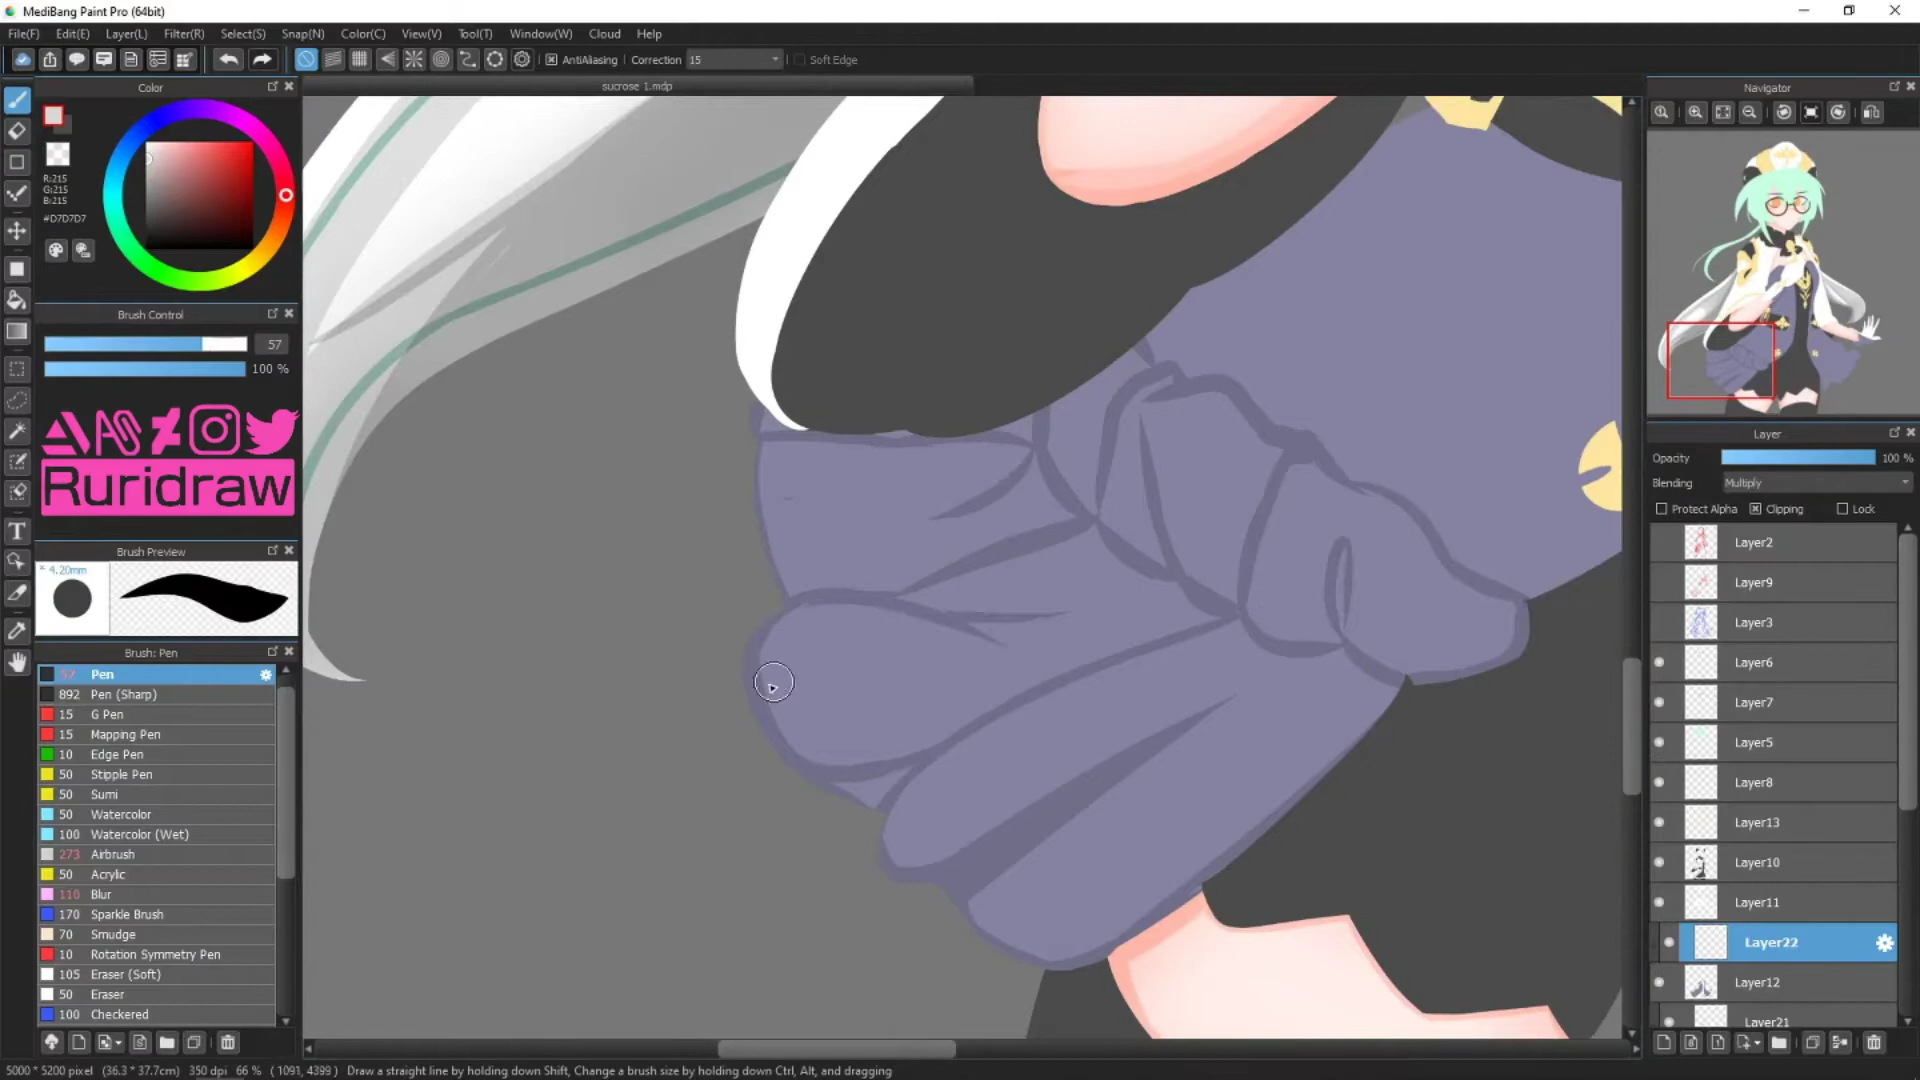 MediBang Paint Pro (64bit)
File(F) Edit(E) Layer(L) Filter(R) Select(S) Snap(N) Color(C) View(V) Tool(T) Window(W) Cloud Help
AntiAliasing Correction 15 Soft Edge
Color
sucrose 1.mdp
Navigator
R:215
G:215
B:215
#D7D7D7
Brush Control
57
100 %
Ruridraw
Brush Preview
* 4.20mm
Brush: Pen
57 Pen
892 Pen (Sharp)
15 G Pen
15 Mapping Pen
10 Edge Pen
50 Stipple Pen
50 Sumi
50 Watercolor
100 Watercolor (Wet)
273 Airbrush
50 Acrylic
110 Blur
170 Sparkle Brush
70 Smudge
10 Rotation Symmetry Pen
105 Eraser (Soft)
50 Eraser
100 Checkered
Layer
Opacity 100 %
Blending Multiply
Protect Alpha Clipping Lock
Layer2
Layer9
Layer3
Layer6
Layer7
Layer5
Layer8
Layer13
Layer10
Layer11
Layer22
Layer12
Layer21
5000 * 5200 pixel (36.3 * 37.7cm) 350 dpi 66 % ( 1091, 4399 ) Draw a straight line by holding down Shift, Change a brush size by holding down Ctrl, Alt, and dragging